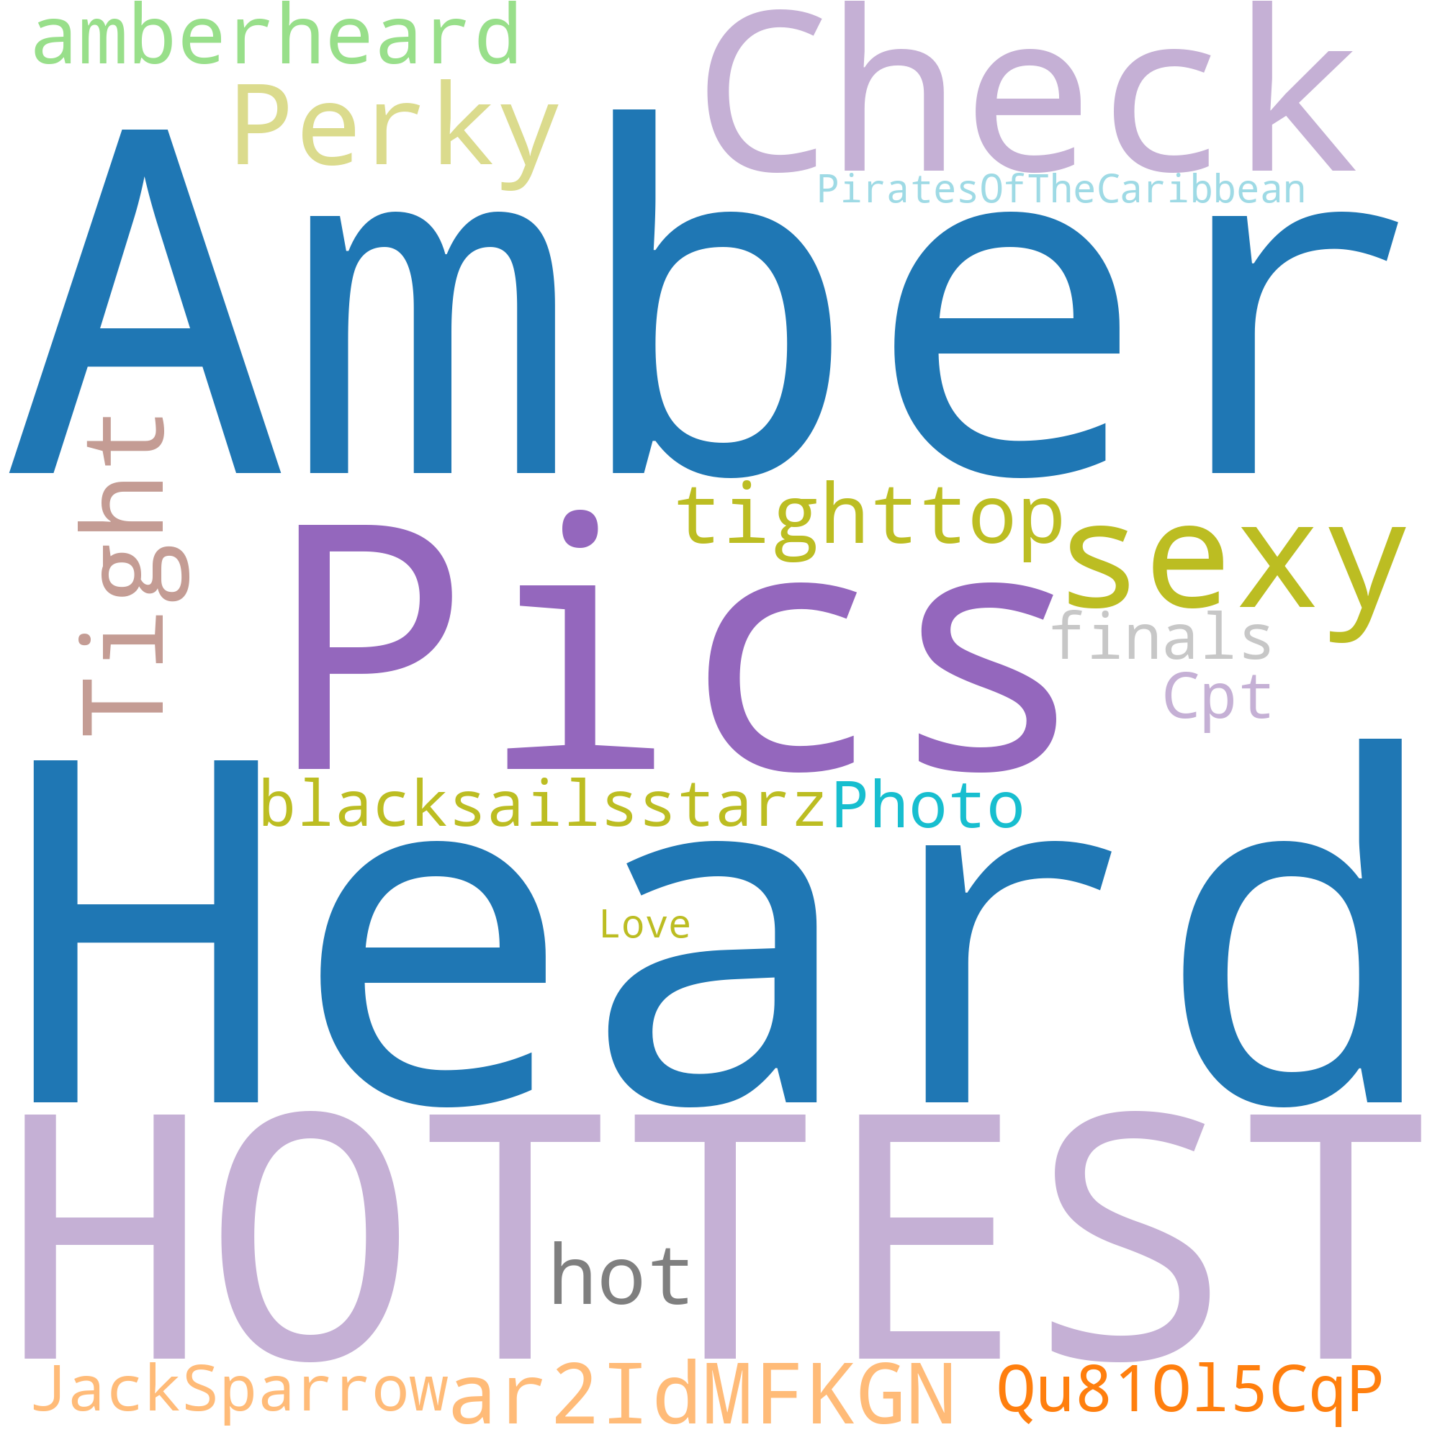 amberheard
Check
Perky
PiratesOfTheCaribbean
Amber
Tight
tighttop
sexy
Pics
finals
Cpt
blacksailsstarz
Photo
Heard
Love
HOTTEST
hot
JackSparrow
ar2IdMFKGN
Qu81Ol5CqP